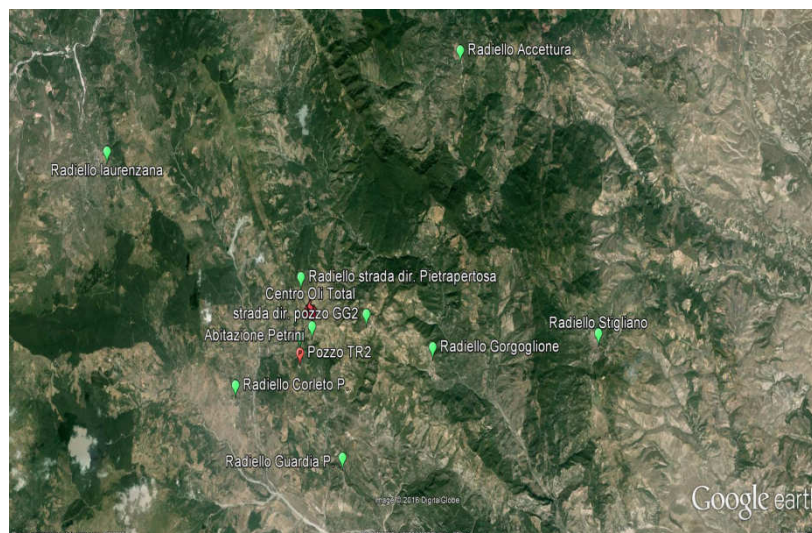 Radiello Accettura
Radiello laurenzana
Radiello strada dir. Pietrapertosa
Centro Oli Total
strada dir. pozzo GG2
Abitazione Petrini
Radiello Stigliano
Radiello Gorgoglione
Pozzo TR2
Radiello Corleto P.
Radiello Guardia P.
Image © 2016 DigitalGlobe
Google earth